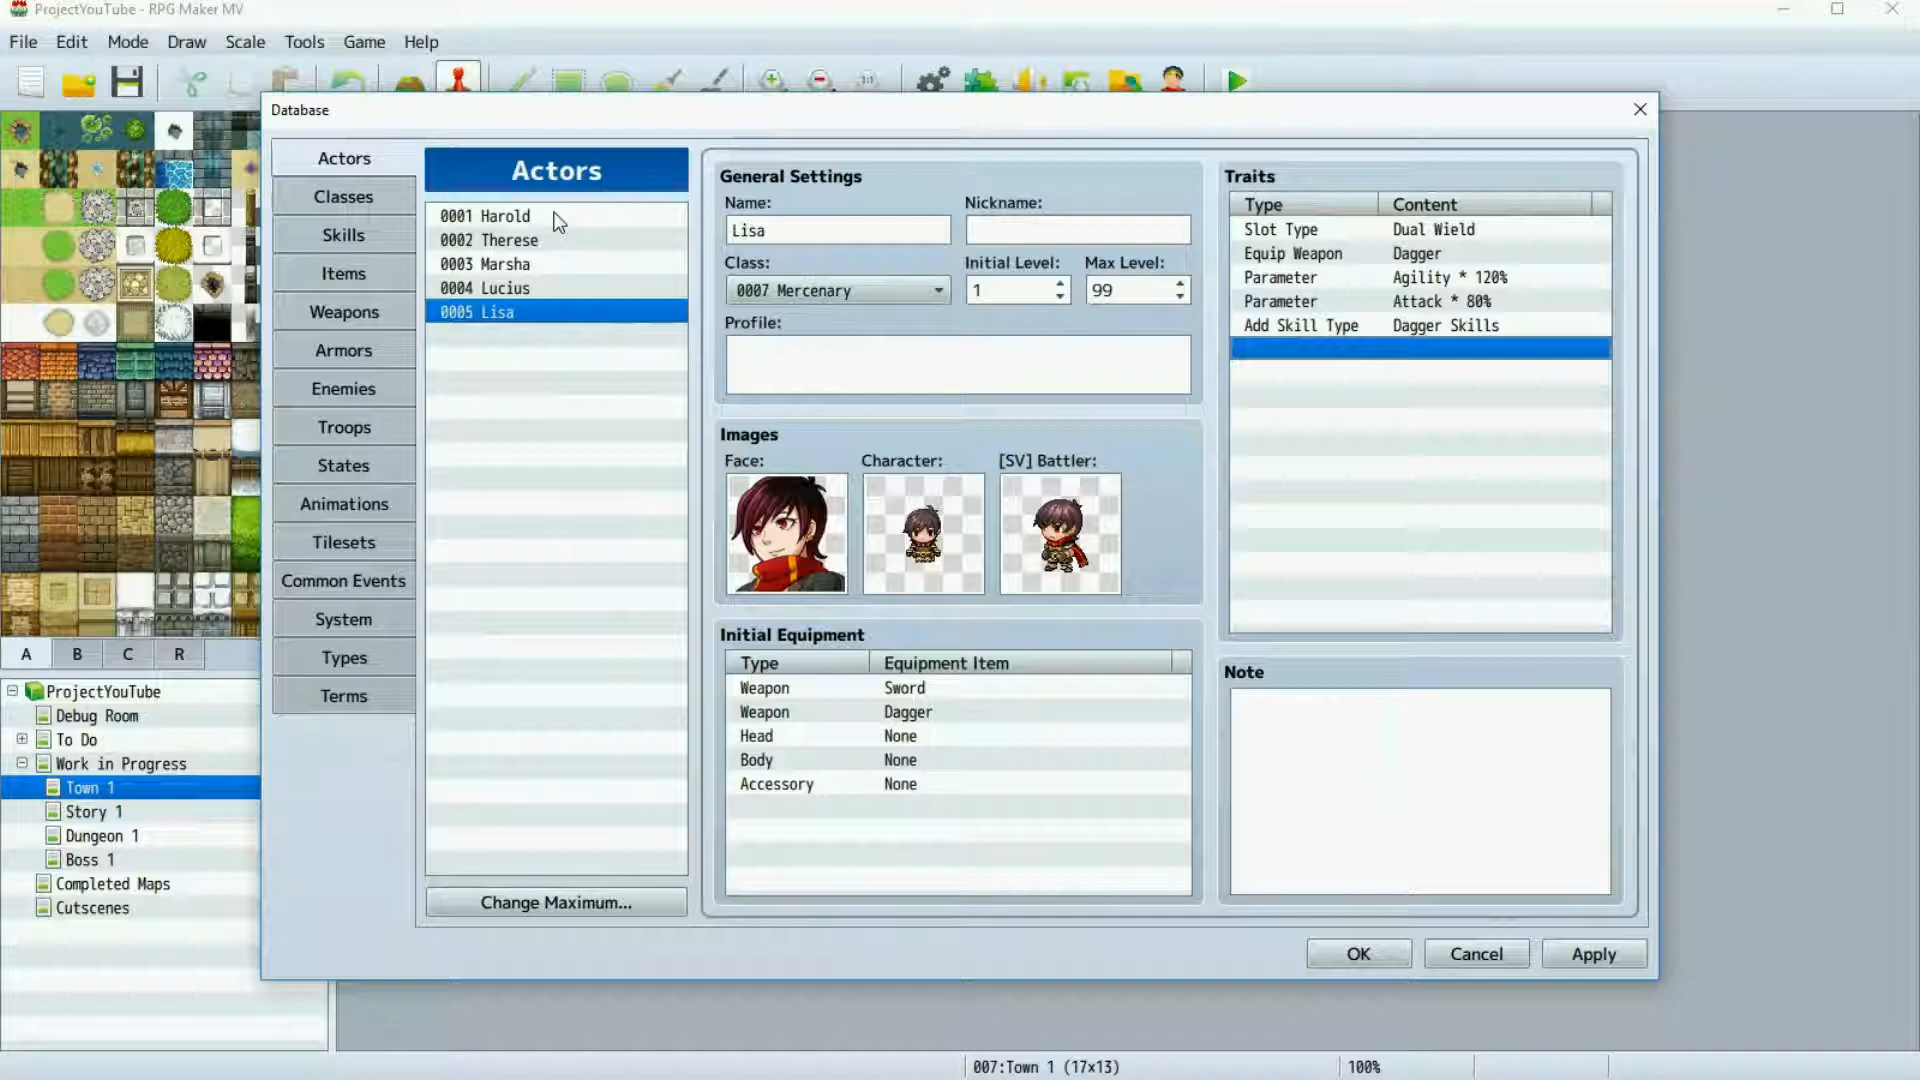 ProjectYouTube - RPG Maker MV
File Edit Mode Draw Scale Tools Game Help
1:1
Database
Actors
Classes
Skills
Items
Weapons
Armors
Enemies
Troops
States
Animations
Tilesets
Common Events
System
Types
Terms
Actors
0001 Harold
0002 Therese
0003 Marsha
0004 Lucius
0005 Lisa
Change Maximum...
General Settings
Name: Nickname:
Lisa
Class: Initial Level: Max Level:
0007 Mercenary 1 99
Profile:
Images
Face: Character: [SV] Battler:
Initial Equipment
Type Equipment Item
Weapon Sword
Weapon Dagger
Head None
Body None
Accessory None
Traits
Type Content
Slot Type Dual Wield
Equip Weapon Dagger
Parameter Agility * 120%
Parameter Attack * 80%
Add Skill Type Dagger Skills
Note
OK Cancel Apply
A B C R
ProjectYouTube
Debug Room
To Do
Work in Progress
Town 1
Story 1
Dungeon 1
Boss 1
Completed Maps
Cutscenes
007:Town 1 (17x13) 100%